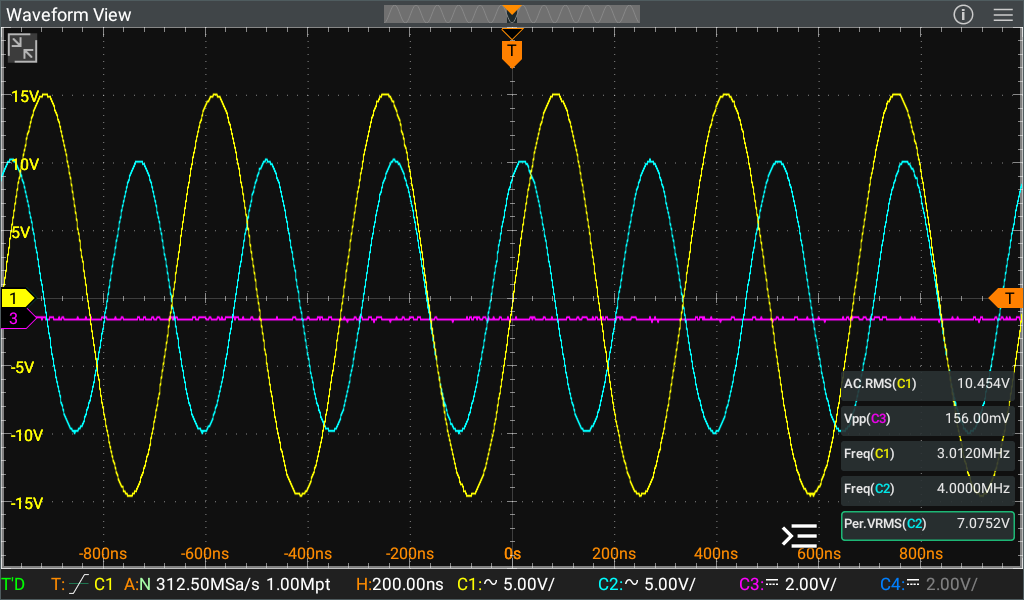 Waveform View
T
15V
10V
5V
1
T
3
-5V
AC.RMS(C1) 10.454V
Vpp(C3) 156.00mV
-10V
Freq(C1) 3.0120MHz
Freq(C2) 4.0000MHz
-15V
Per.VRMS(C2) 7.0752V
-800ns -600ns -400ns -200ns 0s 200ns 400ns 600ns 800ns
T'D T: C1 A:N 312.50MSa/s 1.00Mpt H:200.00ns C1:~ 5.00V/ C2:~ 5.00V/ C3: 2.00V/ C4: 2.00V/